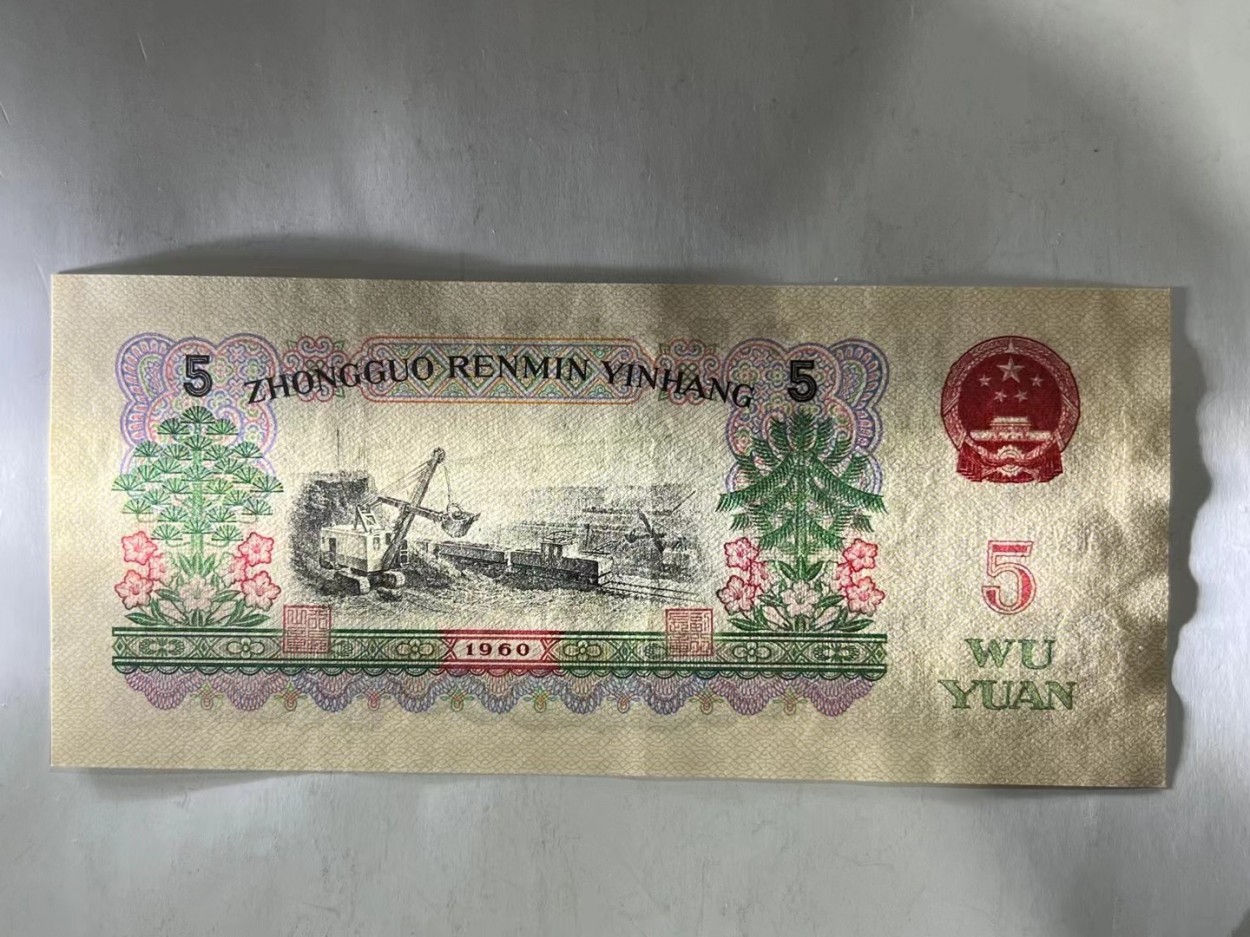 5 ZHONGGUO RENMIN YINHANG 5
1960
5
WU
YUAN